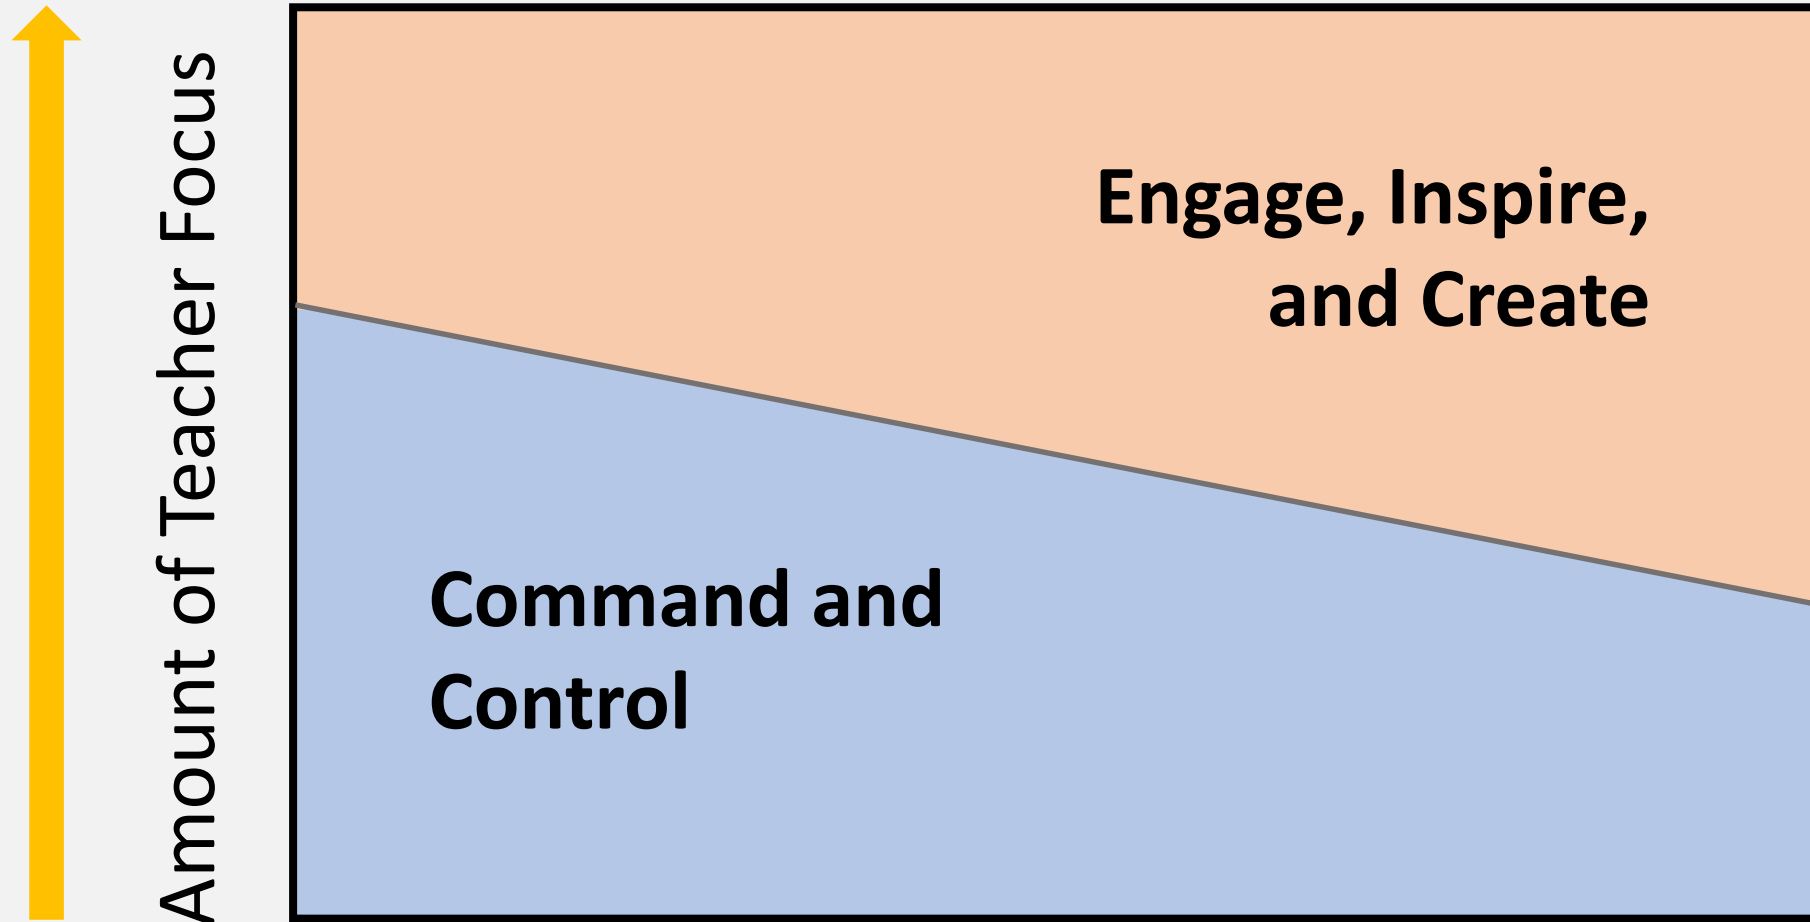 Amount of Teacher Focus
Engage, Inspire,
and Create
Command and
Control